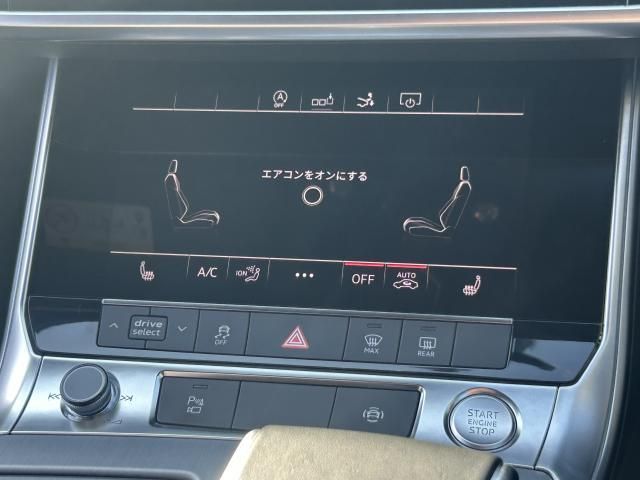 A
OFF
エアコンをオンにする
A/C
ION
OFF
AUTO
drive
select
OFF
MAX
REAR
START
ENGINE
STOP